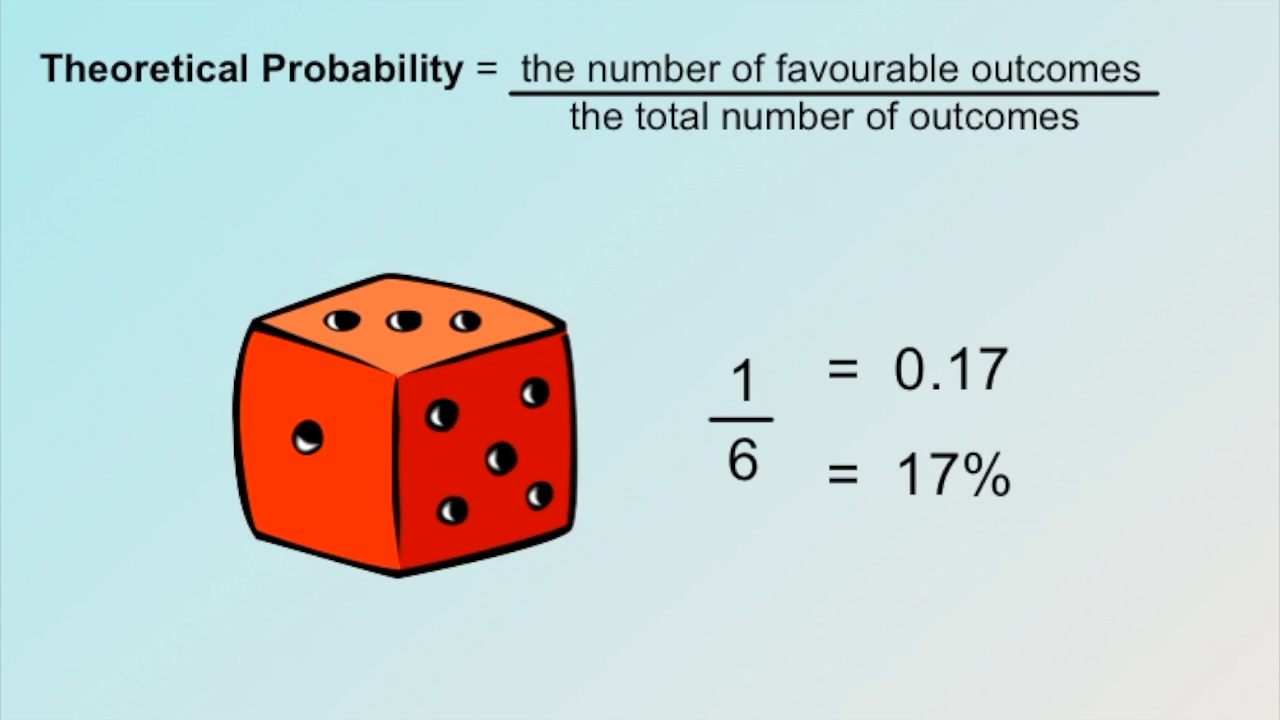 Theoretical Probability = the number of favourable outcomes
the total number of outcomes
1
= 0.17
6
= 17%